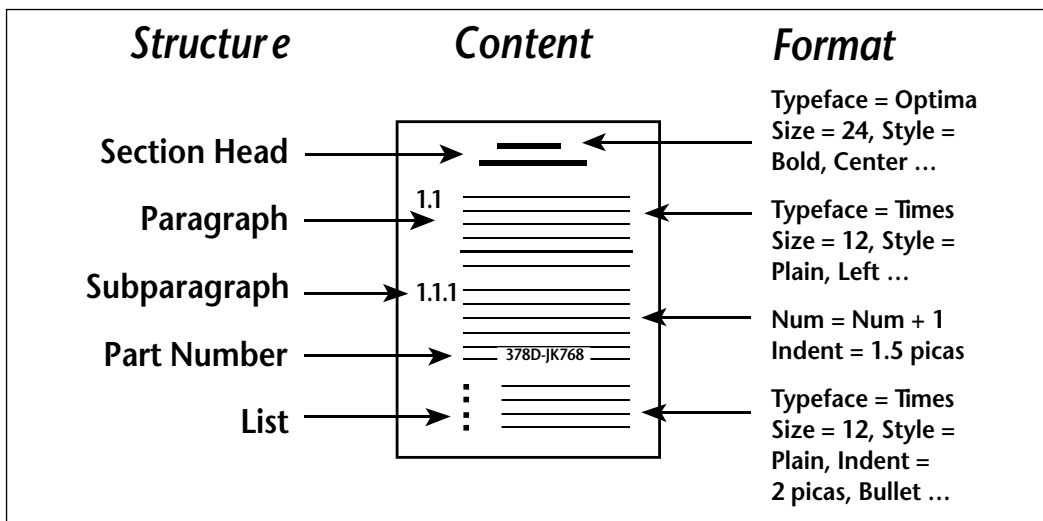 Structure
Content
Format
Section Head
Paragraph
Subparagraph
Part Number
List
1.1
1.1.1
378D-JK768
Typeface = Optima
Size = 24, Style =
Bold, Center …
Typeface = Times
Size = 12, Style =
Plain, Left …
Num = Num + 1
Indent = 1.5 picas
Typeface = Times
Size = 12, Style =
Plain, Indent =
2 picas, Bullet …